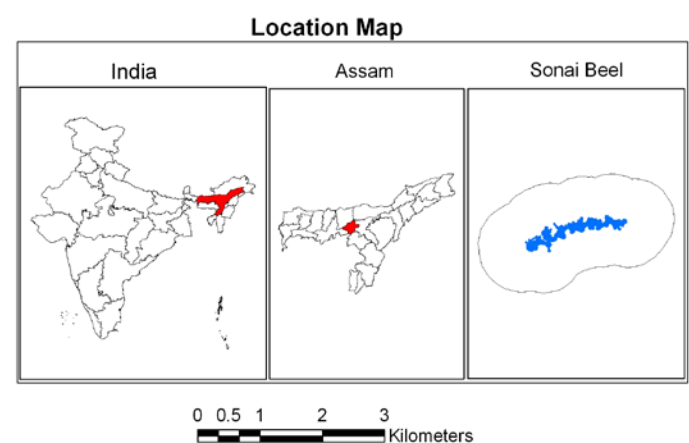 Location Map
India
Assam
Sonai Beel
0 0.5 1 2 3
Kilometers